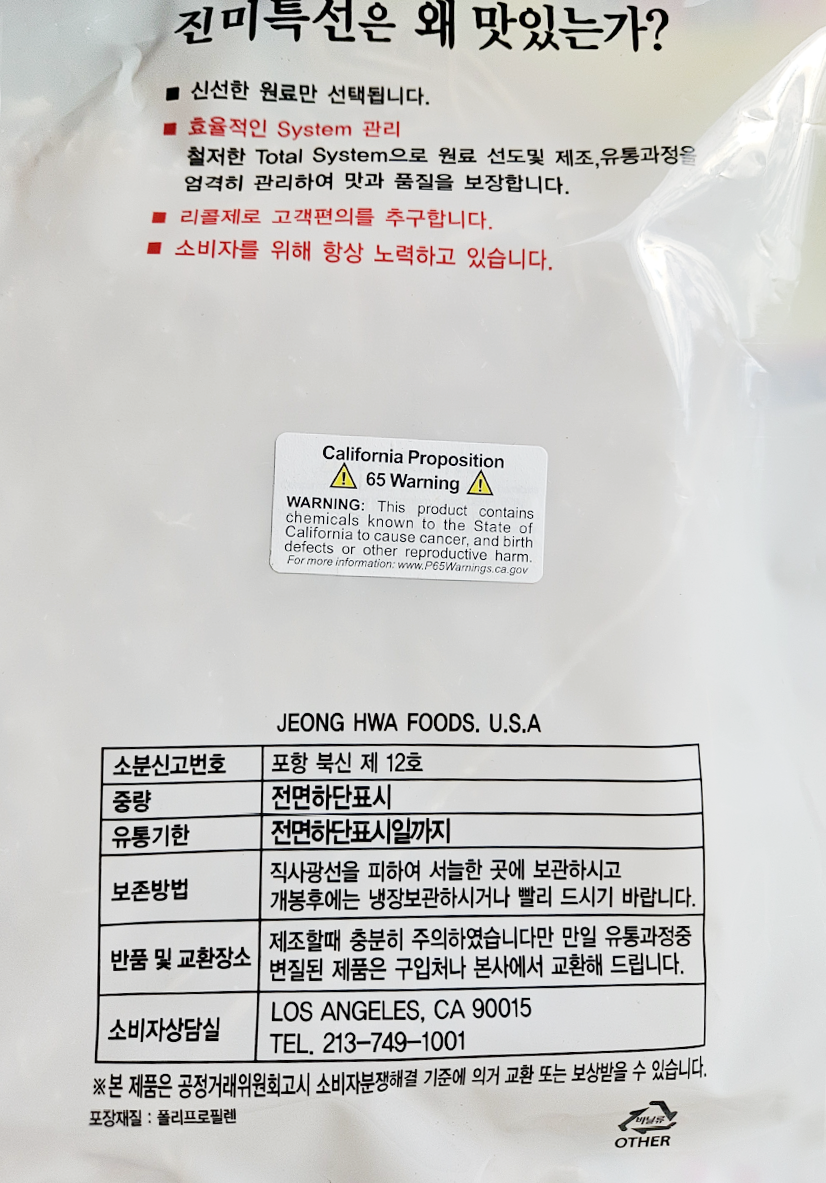 진미특선은 왜 맛있는가?
■ 신선한 원료만 선택됩니다.
■ 효율적인 System 관리
철저한 Total System으로 원료 선도및 제조,유통과정을
엄격히 관리하여 맛과 품질을 보장합니다.
■ 리콜제로 고객편의를 추구합니다.
■ 소비자를 위해 항상 노력하고 있습니다.
California Proposition
65 Warning
WARNING: This product contains
chemicals known to the State of
California to cause cancer, and birth
defects or other reproductive harm.
For more information: www.P65Warnings.ca.gov
JEONG HWA FOODS. U.S.A
소분신고번호 포항 북신 제 12호
중량 전면하단표시
유통기한 전면하단표시일까지
보존방법 직사광선을 피하여 서늘한 곳에 보관하시고
개봉후에는 냉장보관하시거나 빨리 드시기 바랍니다.
반품 및 교환장소 제조할때 충분히 주의하였습니다만 만일 유통과정중
변질된 제품은 구입처나 본사에서 교환해 드립니다.
소비자상담실 LOS ANGELES, CA 90015
TEL. 213-749-1001
※본 제품은 공정거래위원회고시 소비자분쟁해결 기준에 의거 교환 또는 보상받을 수 있습니다.
포장재질 : 폴리프로필렌
비닐류
OTHER